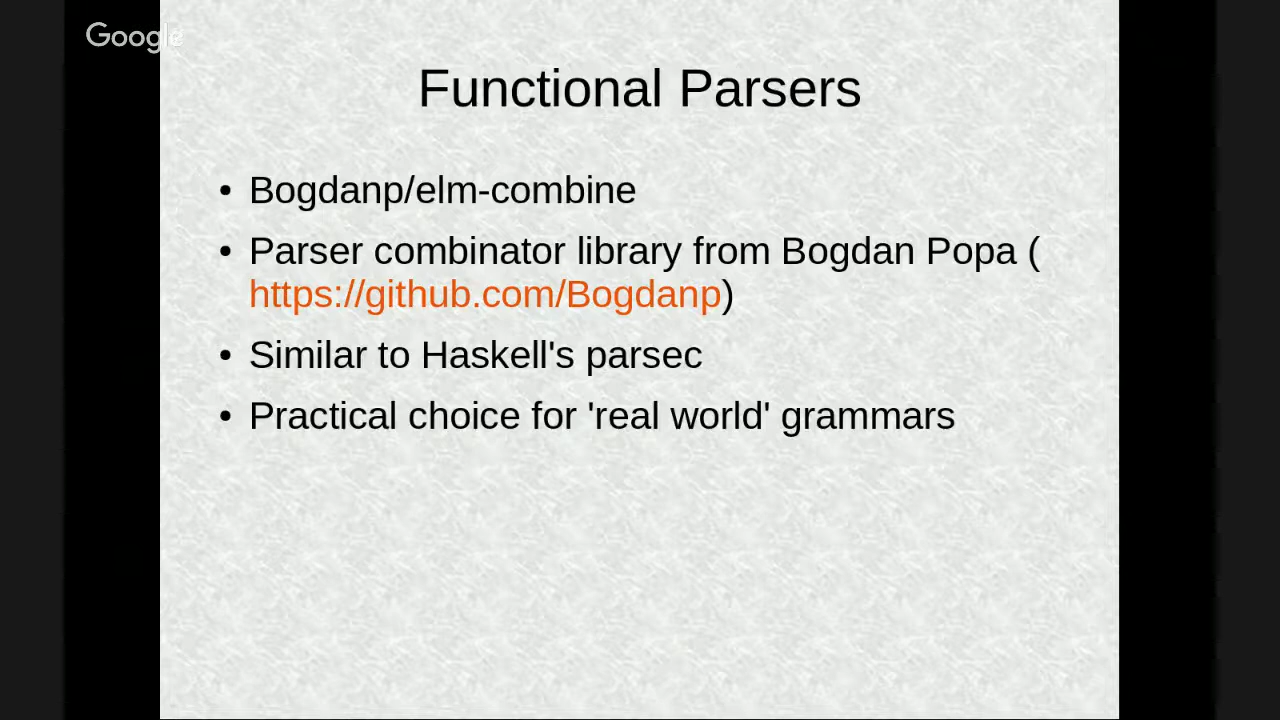 Google
Functional Parsers
• Bogdanp/elm-combine
• Parser combinator library from Bogdan Popa (
https://github.com/Bogdanp)
• Similar to Haskell's parsec
• Practical choice for 'real world' grammars